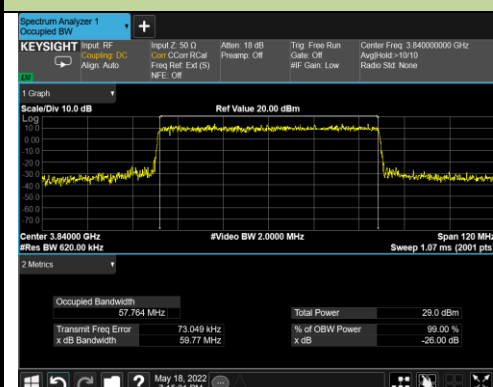 Spectrum Analyzer 1
Occupied BW
+
KEYSIGHT
Input: RF
Coupling: DC
Align: Auto
Input Z: 50 Ω
Corr CCorr RCal
Freq Ref: Ext (S)
NFE: Off
Atten: 18 dB
Preamp: Off
Trig: Free Run
Gate: Off
#IF Gain: Low
Center Freq: 3.840000000 GHz
Avg|Hold:>10/10
Radio Std: None
1 Graph
Scale/Div 10.0 dB
Ref Value 20.00 dBm
Log
10.0
0.00
-10.0
-20.0
-30.0
-40.0
-50.0
-60.0
-70.0
Center 3.84000 GHz
#Video BW 2.0000 MHz
Span 120 MHz
#Res BW 620.00 kHz
Sweep 1.07 ms (2001 pts
2 Metrics
Occupied Bandwidth
57.764 MHz
Total Power 29.0 dBm
Transmit Freq Error 73.049 kHz
% of OBW Power 99.00 %
x dB Bandwidth 59.77 MHz
x dB -26.00 dB
?
May 18, 2022